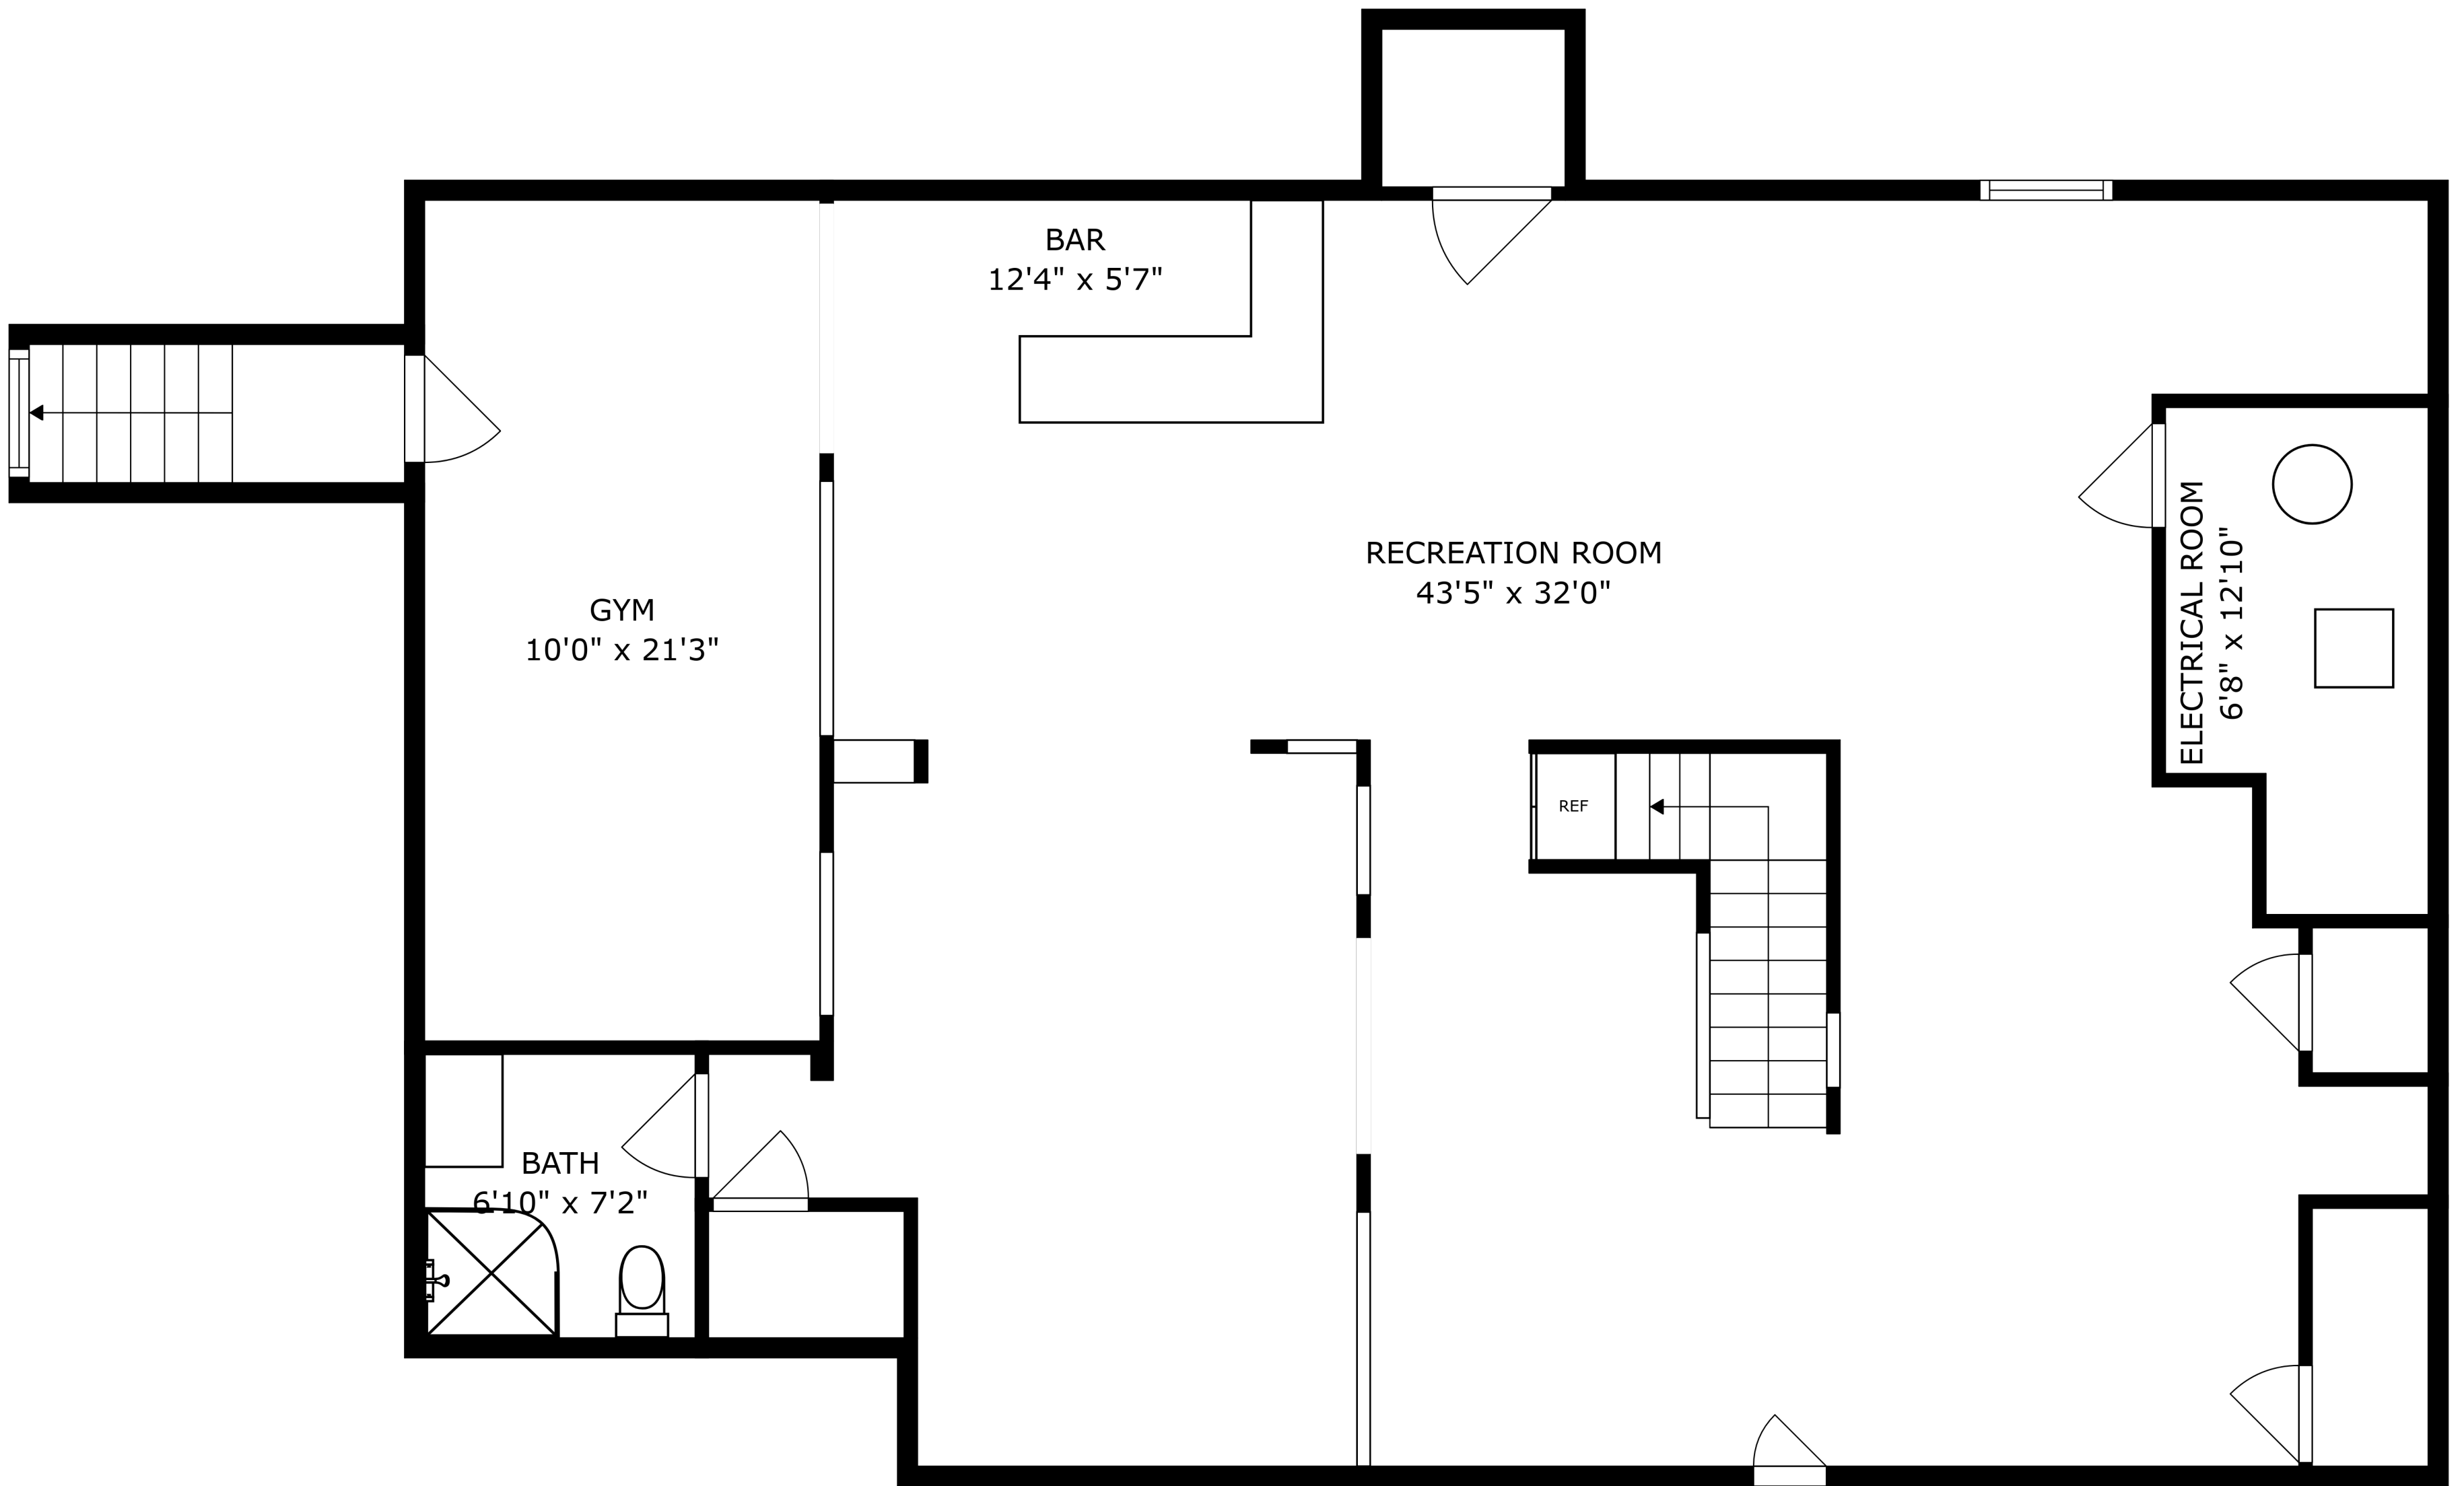 BAR
12'4" x 5'7"
RECREATION ROOM
43'5" x 32'0"
GYM
10'0" x 21'3"
ELECTRICAL ROOM
6'8" x 12'10"
REF
BATH
6'10" x 7'2"